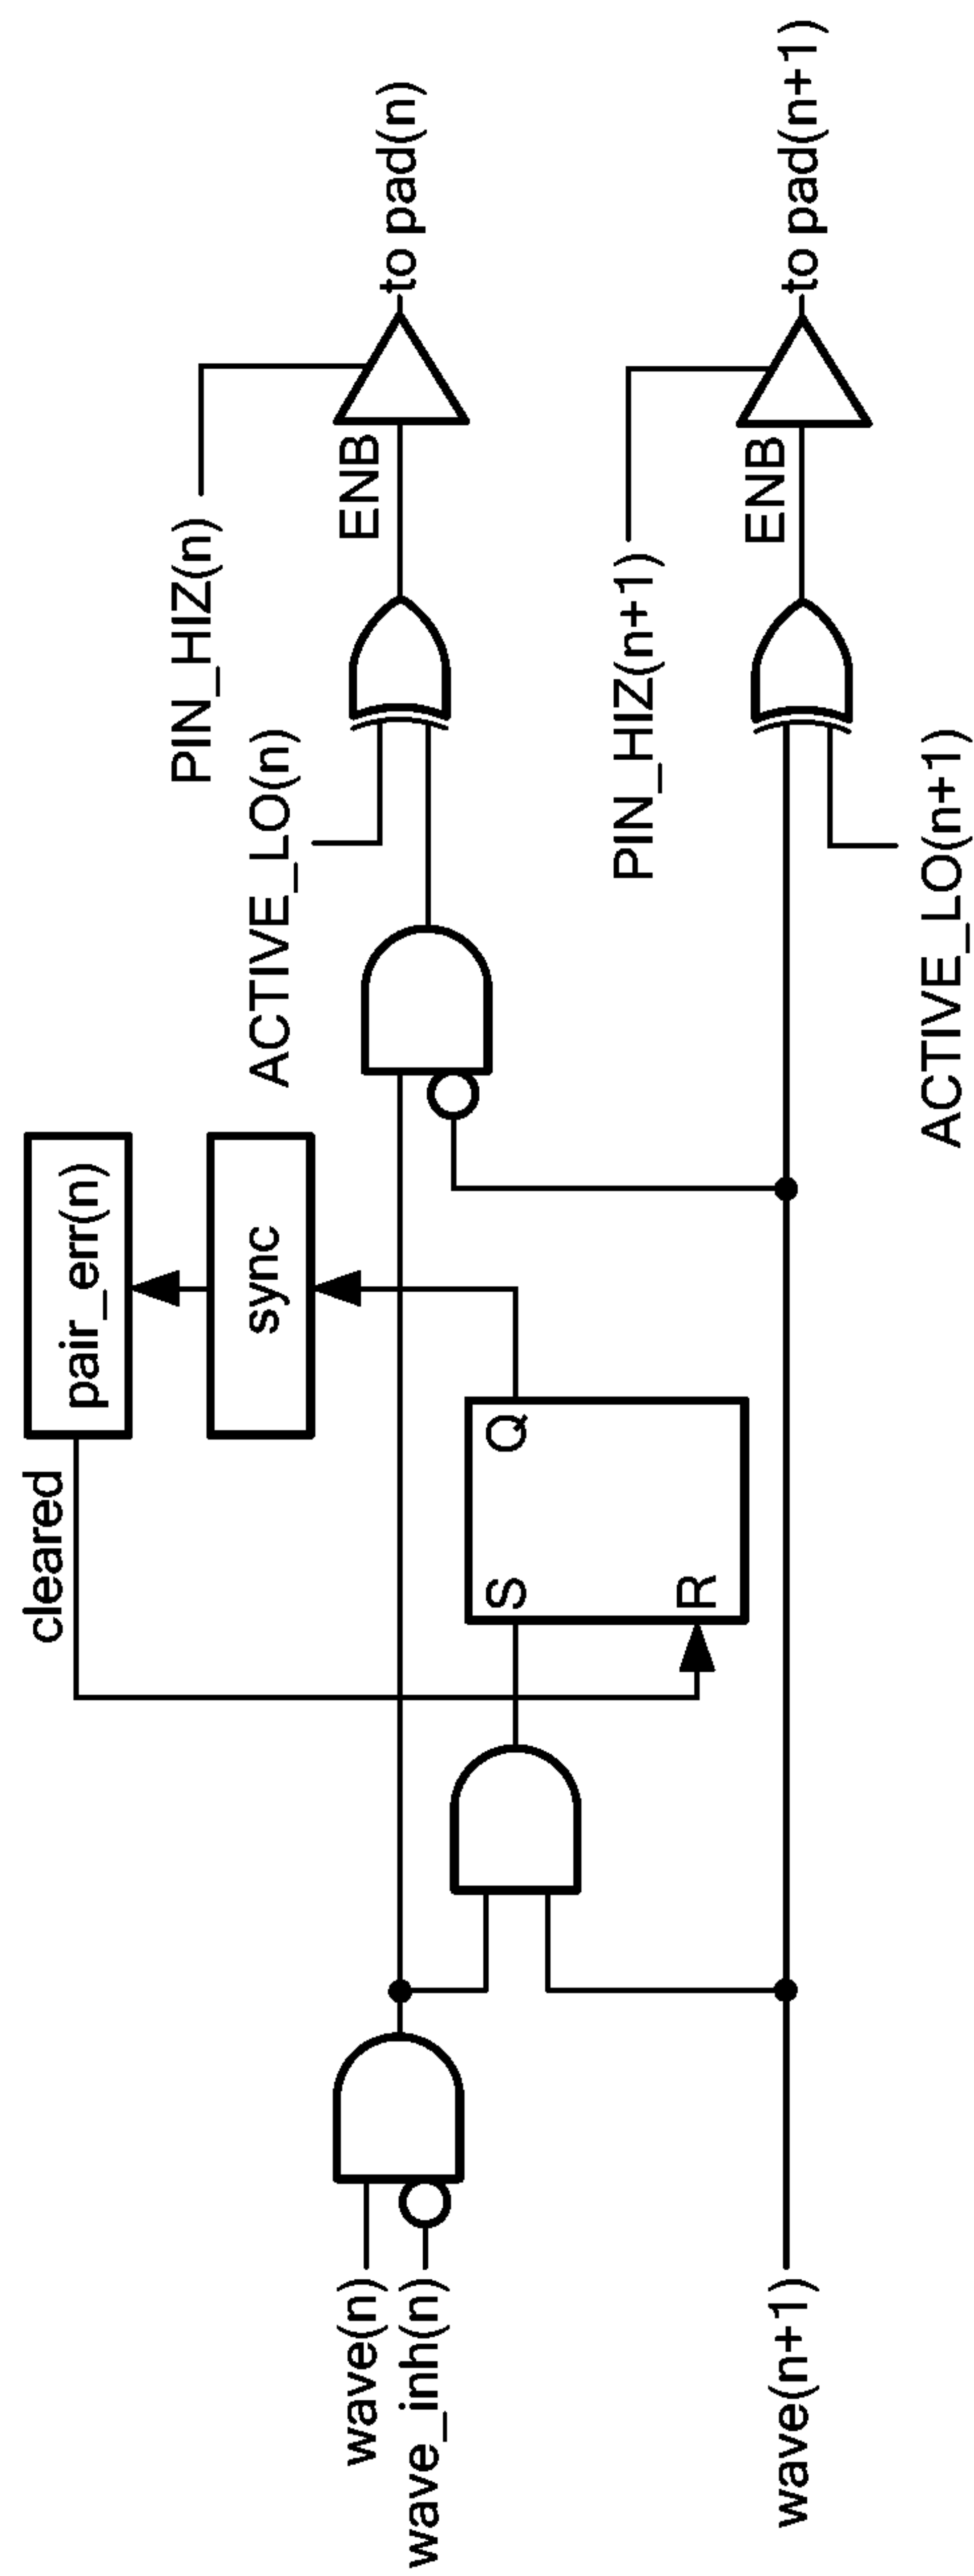 wave(n)
wave_inh(n)
wave(n+1)
cleared
pair_err(n)
sync
S
R
Q
ACTIVE_LO(n)
PIN_HIZ(n)
ENB
to pad(n)
ACTIVE_LO(n+1)
PIN_HIZ(n+1)
ENB
to pad(n+1)